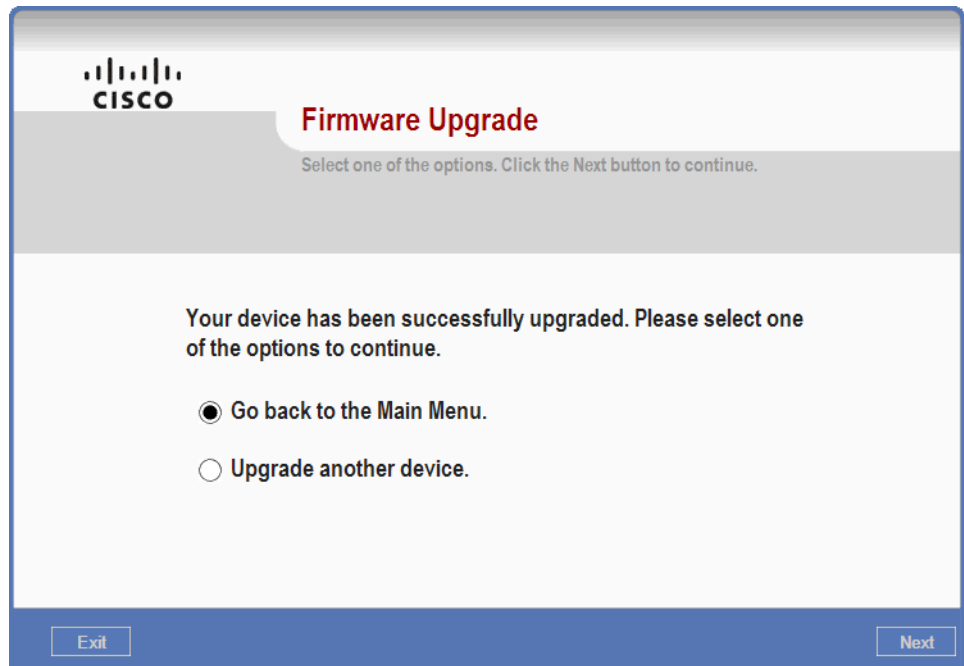 CISCO
Firmware Upgrade
Select one of the options. Click the Next button to continue.
Your device has been successfully upgraded. Please select one
of the options to continue.
Go back to the Main Menu.
Upgrade another device.
Exit
Next